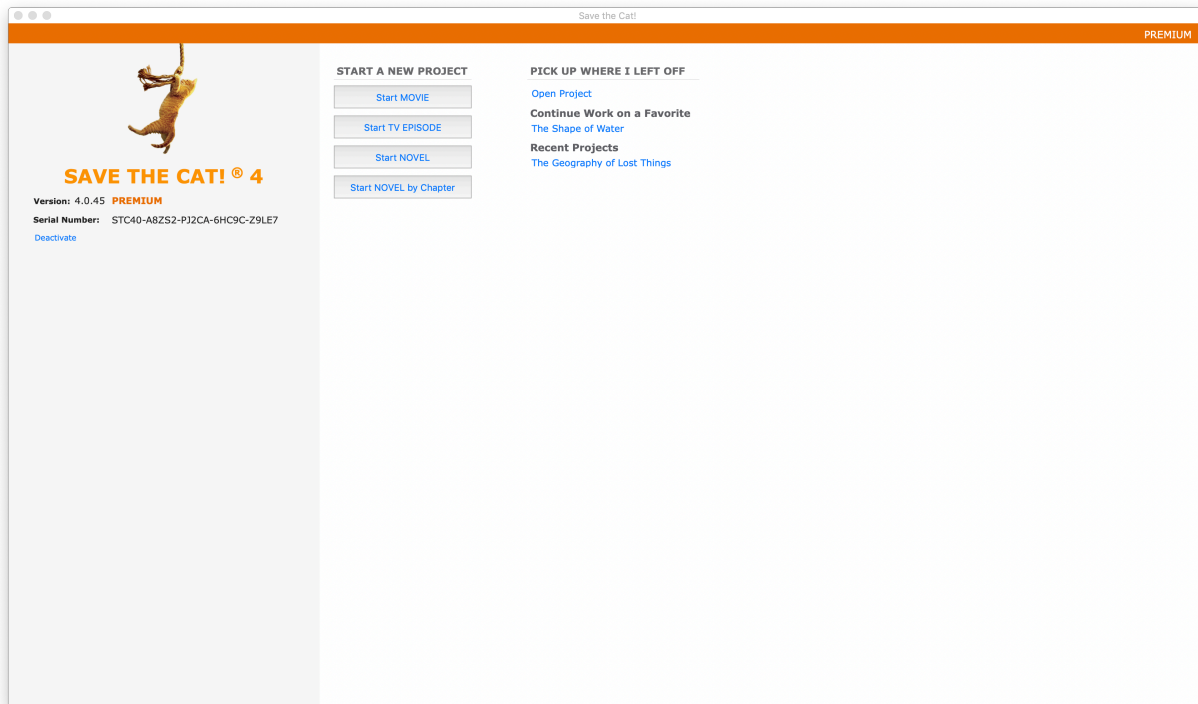 Save the Cat!
PREMIUM
SAVE THE CAT! ® 4
Version: 4.0.45 PREMIUM
Serial Number: STC40-A8ZS2-PJ2CA-6HC9C-Z9LE7
Deactivate
START A NEW PROJECT
Start MOVIE
Start TV EPISODE
Start NOVEL
Start NOVEL by Chapter
PICK UP WHERE I LEFT OFF
Open Project
Continue Work on a Favorite
The Shape of Water
Recent Projects
The Geography of Lost Things